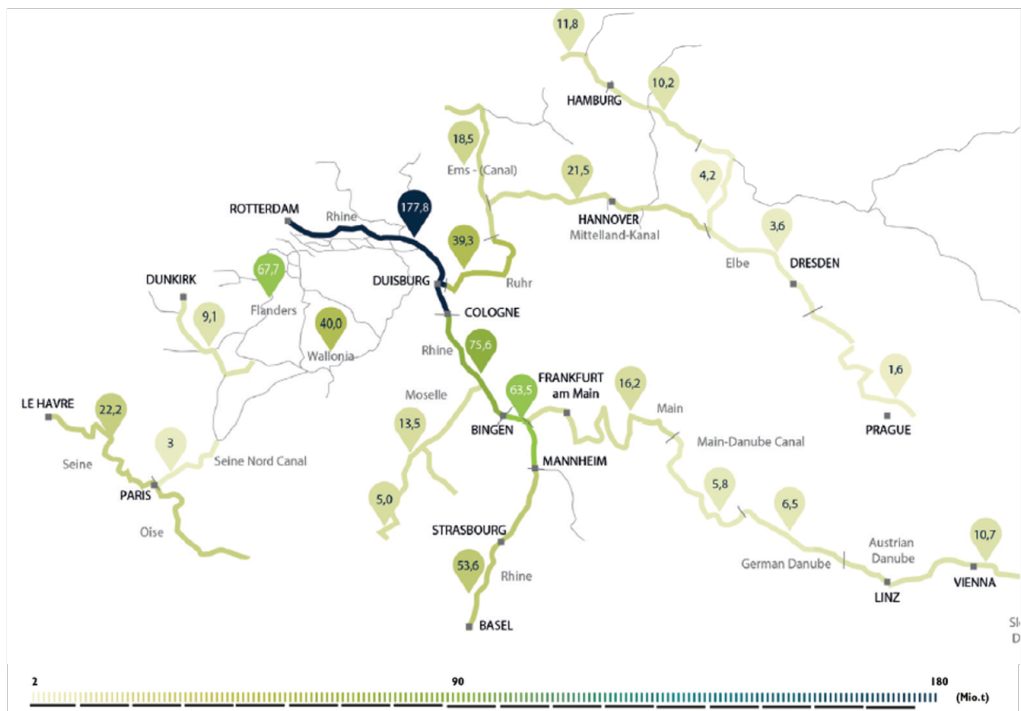 11,8
10,2
HAMBURG
18,5
Ems - (Canal)
21,5
4,2
HANNOVER
Mittelland-Kanal
3,6
ROTTERDAM
Rhine
177,8
39,3
Elbe
DRESDEN
DUNKIRK
67,7
DUISBURG
Ruhr
Flanders
9,1
40,0
COLOGNE
Wallonia
Rhine
75,6
1,6
FRANKFURT
am Main
16,2
63,5
Moselle
LE HAVRE
22,2
13,5
BINGEN
Main
PRAGUE
3
Main-Danube Canal
Seine
Seine Nord Canal
MANNHEIM
PARIS
5,0
5,8
6,5
Oise
STRASBOURG
10,7
Austrian
Danube
53,6
Rhine
German Danube
LINZ
VIENNA
BASEL
Sl
D
2
90
180
(Mio.t)